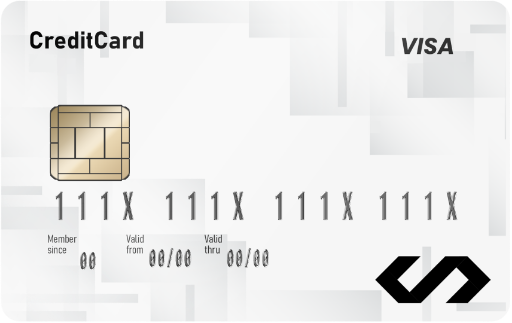 CreditCard
VISA
111X 111X 111X 111X
Member since 00 Valid from 00/00 Valid thru 00/00